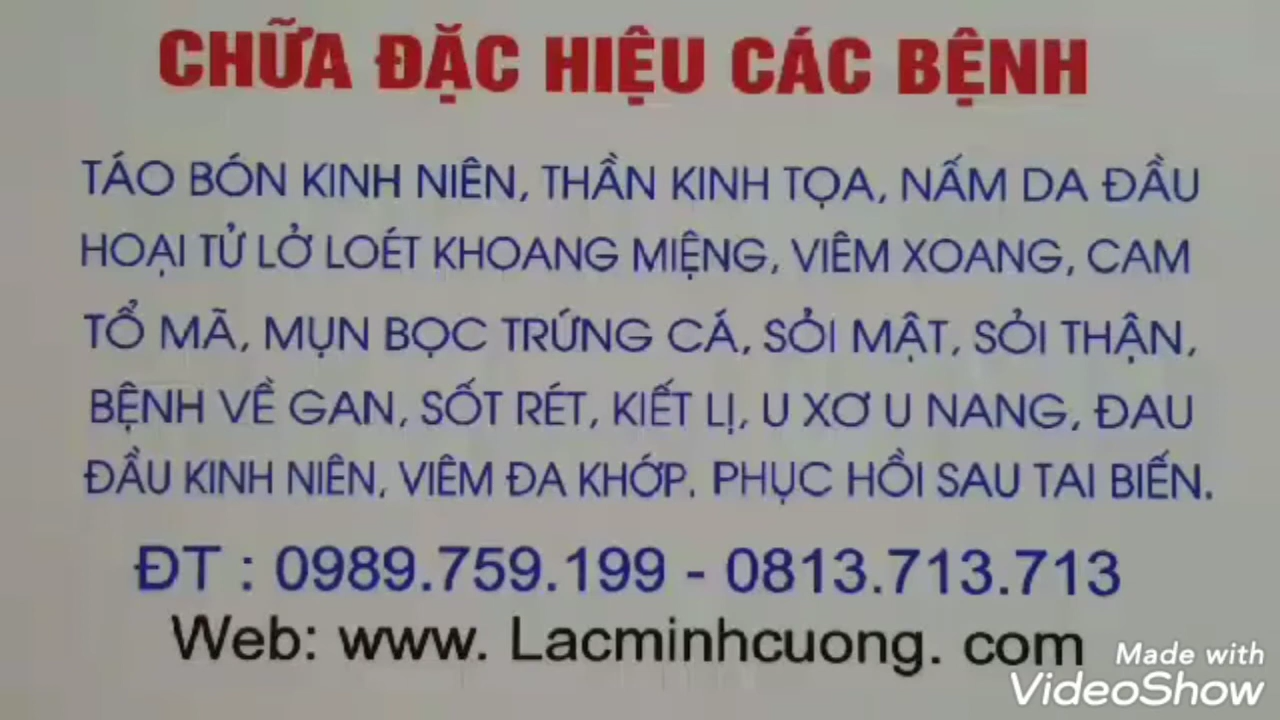 CHỮA ĐẶC HIỆU CÁC BỆNH
TÁO BÓN KINH NIÊN, THẦN KINH TỌA, NẤM DA ĐẦU
HOẠI TỬ LỞ LOÉT KHOANG MIỆNG, VIÊM XOANG, CAM
TỔ MÃ, MỤN BỌC TRỨNG CÁ, SỎI MẬT, SỎI THẬN,
BỆNH VỀ GAN, SỐT RÉT, KIẾT LỊ, U XƠ U NANG, ĐAU
ĐẦU KINH NIÊN, VIÊM ĐA KHỚP. PHỤC HỒI SAU TAI BIẾN.
ĐT : 0989.759.199 - 0813.713.713
Web: www. Lacminhcuong. com
Made with
VideoShow